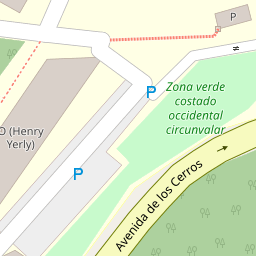 P
P
Zona verde
costado
occidental
circunvalar
O (Henry
Yerly)
P
Avenida de los Cerros